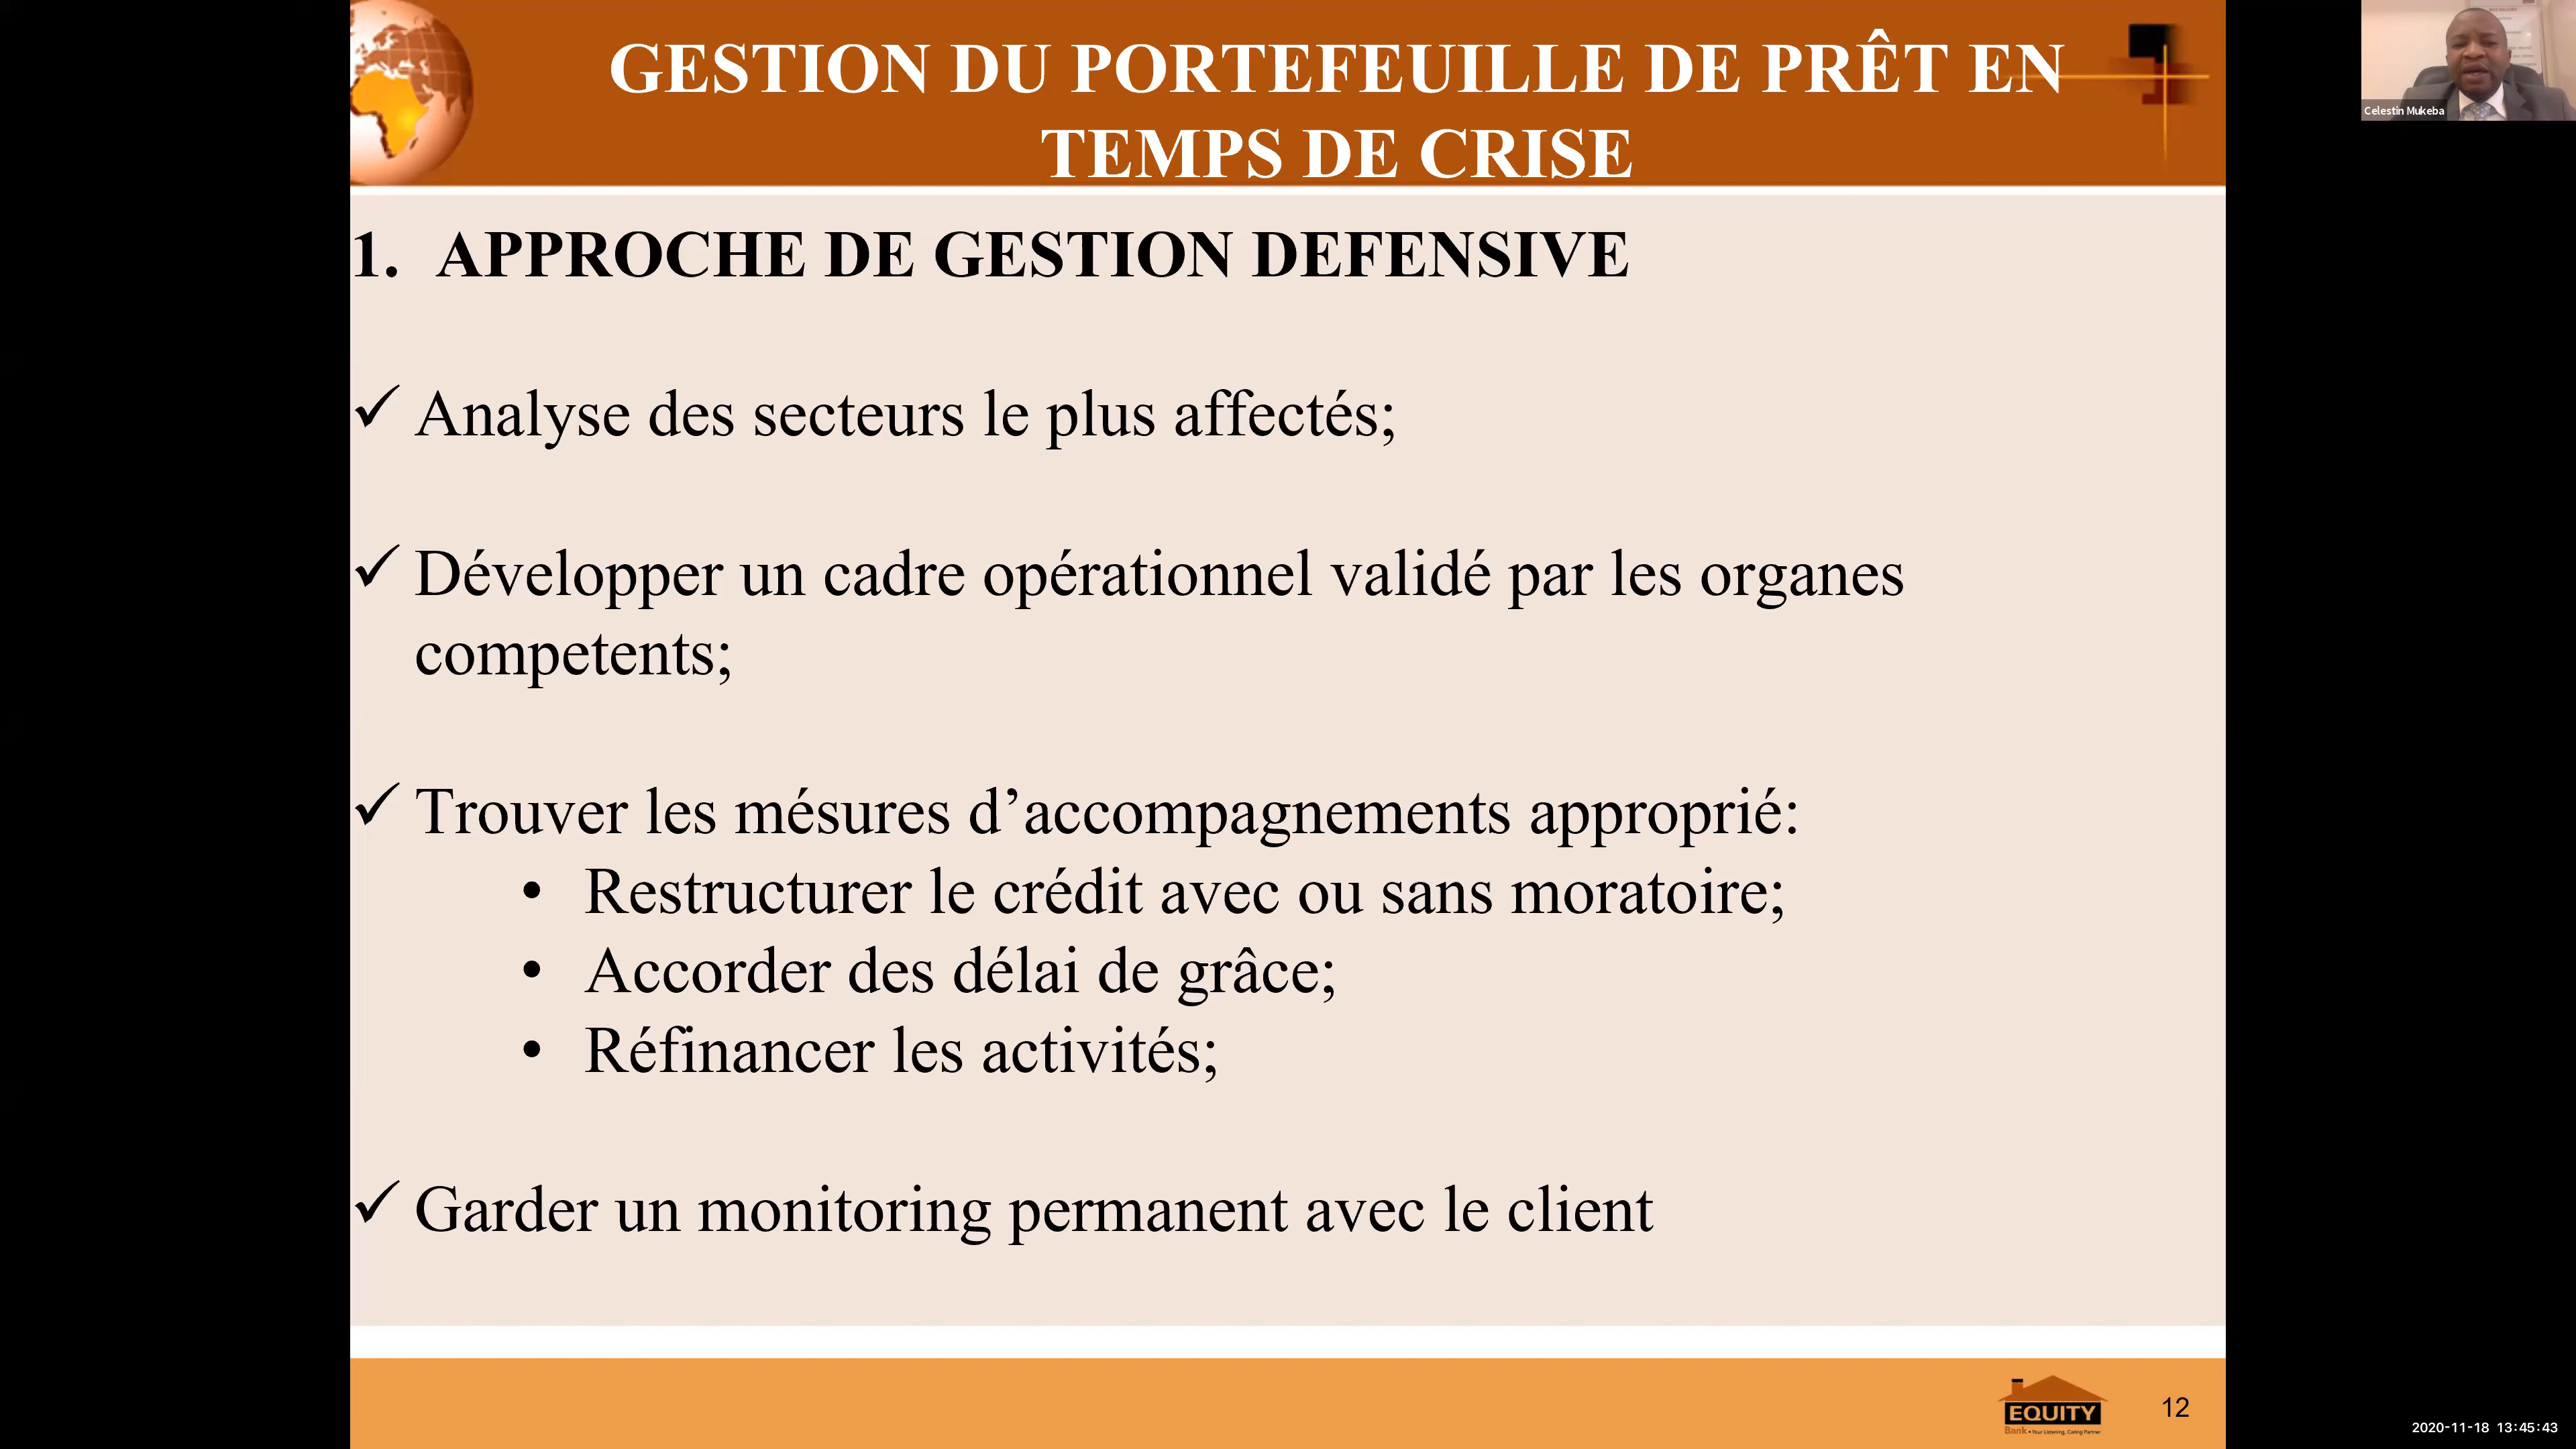 GESTION DU PORTEFEUILLE DE PRÊT EN
TEMPS DE CRISE
Celestin Mukeba
1. APPROCHE DE GESTION DEFENSIVE
✓ Analyse des secteurs le plus affectés;
✓ Développer un cadre opérationnel validé par les organes
competents;
✓ Trouver les mésures d’accompagnements approprié:
• Restructurer le crédit avec ou sans moratoire;
• Accorder des délai de grâce;
• Réfinancer les activités;
✓ Garder un monitoring permanent avec le client
EQUITY
Bank • Your Listening, Caring Partner
12
2020-11-18 13:45:43